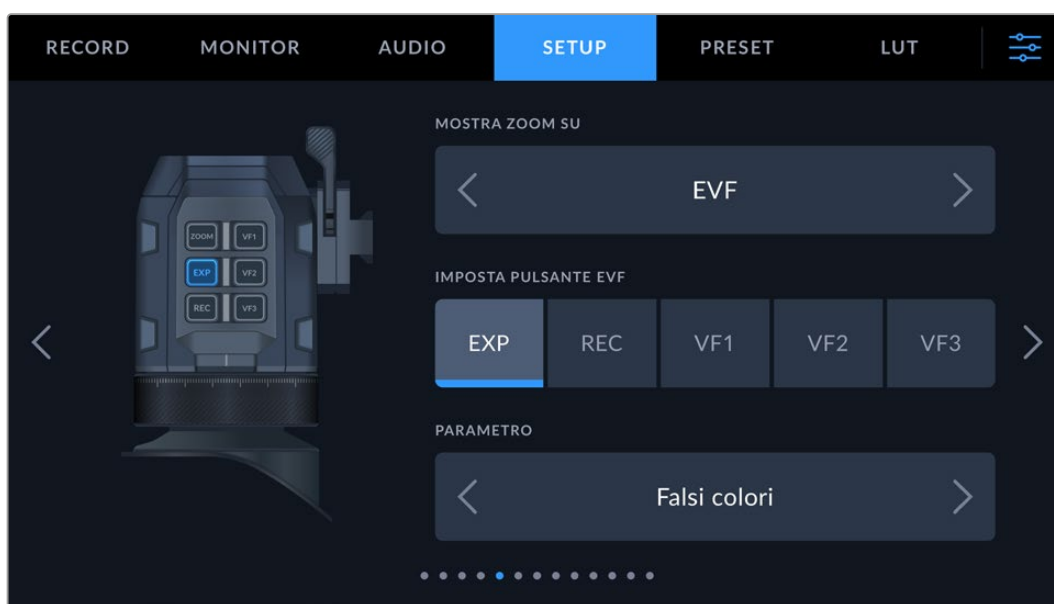 RECORD MONITOR AUDIO SETUP PRESET LUT
MOSTRA ZOOM SU
EVF
ZOOM VF1
EXP VF2
REC VF3
IMPOSTA PULSANTE EVF
EXP REC VF1 VF2 VF3
PARAMETRO
Falsi colori